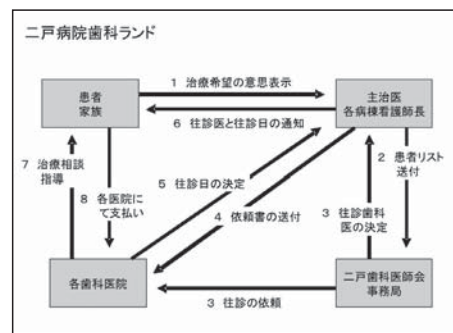 二戸病院歯科ランド
患者
家族
1 治療希望の意思表示
主治医
各病棟看護師長
6 往診医と往診日の通知
7 治療相談
指導
8 各医院に
て支払い
5 往診日の決定
4 依頼書の送付
2 患者リスト
送付
3 往診歯科
医の決定
各歯科医院
3 往診の依頼
二戸歯科医師会
事務局